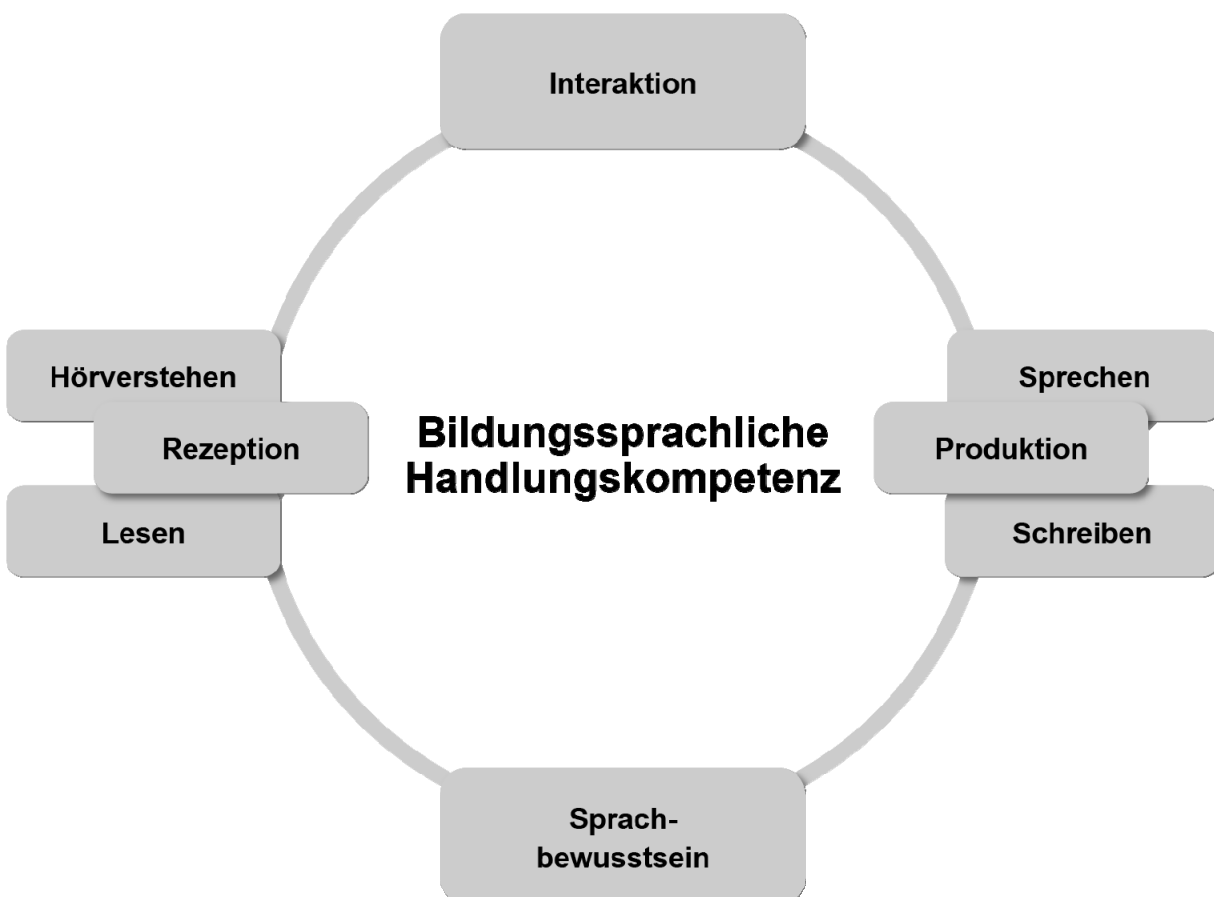 Interaktion
Hörverstehen
Rezeption
Lesen
Bildungssprachliche
Handlungskompetenz
Sprechen
Produktion
Schreiben
Sprach-
bewusstsein